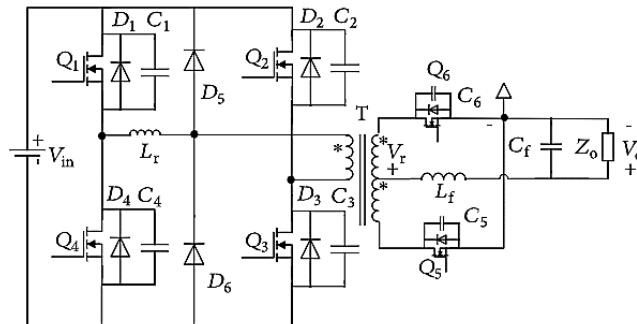 D1 C1 D2 C2
Q1 Q2 Q6
D5 T C6
+ Vin Lr * * Vr + - Cf Zo - V +
* Lf
D4 C4 D3 C3 C5
Q4 Q3 Q5
D6